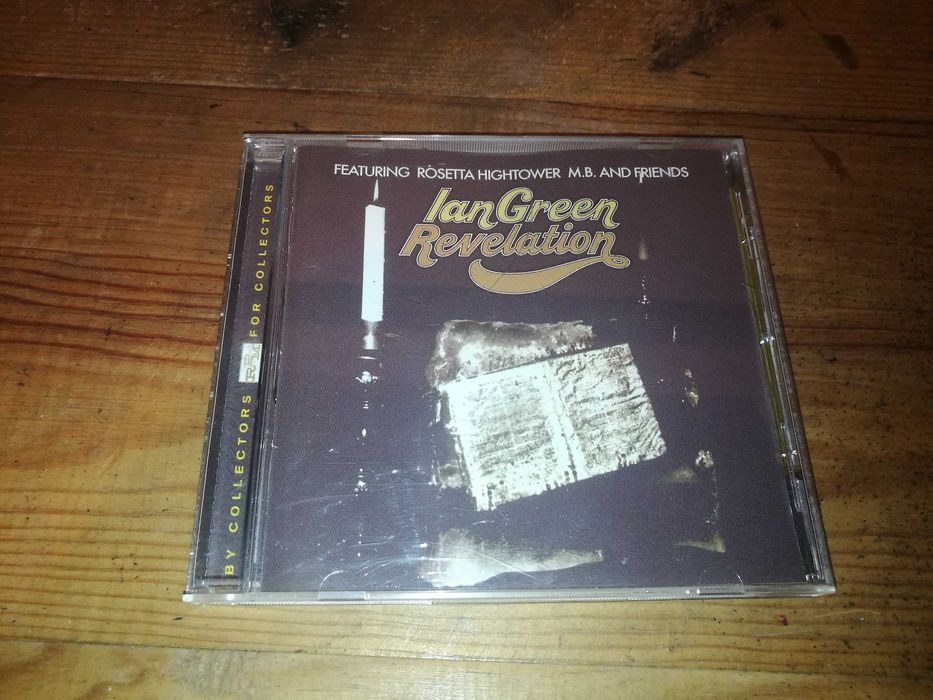 FEATURING ROSETTA HIGHTOWER M.B. AND FRIENDS
Ian Green
Revelation
BY COLLECTORS FOR COLLECTORS